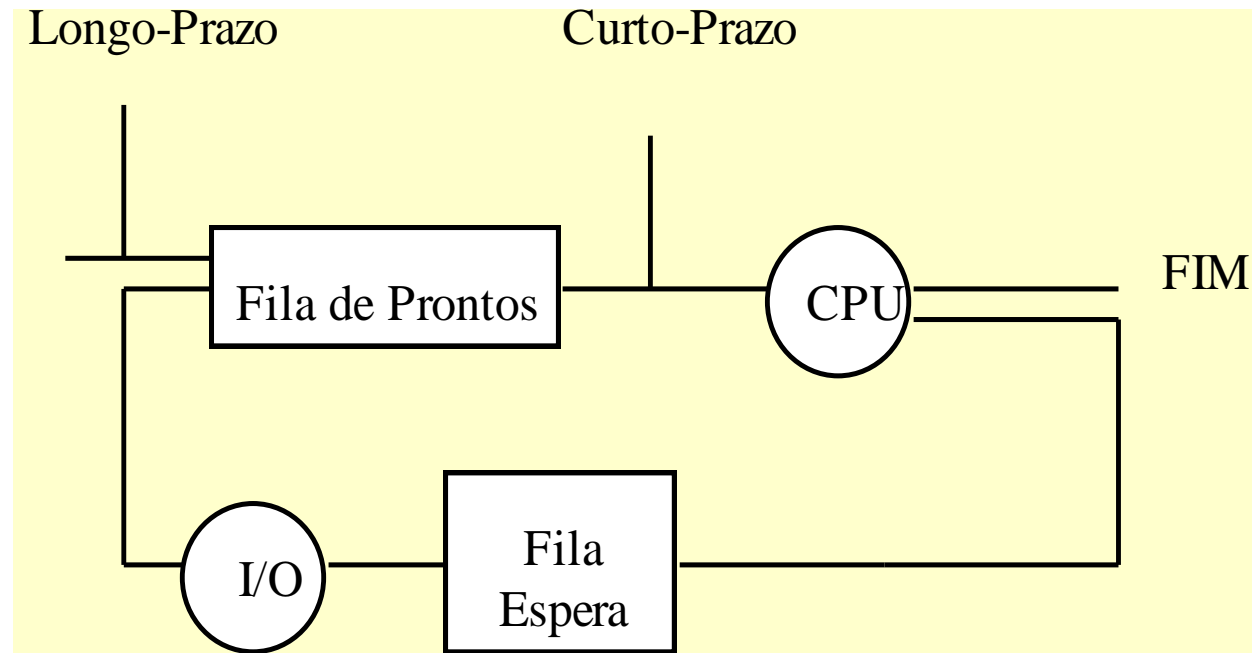 Longo-Prazo
Curto-Prazo
Fila de Prontos
CPU
FIM
I/O
Fila
Espera